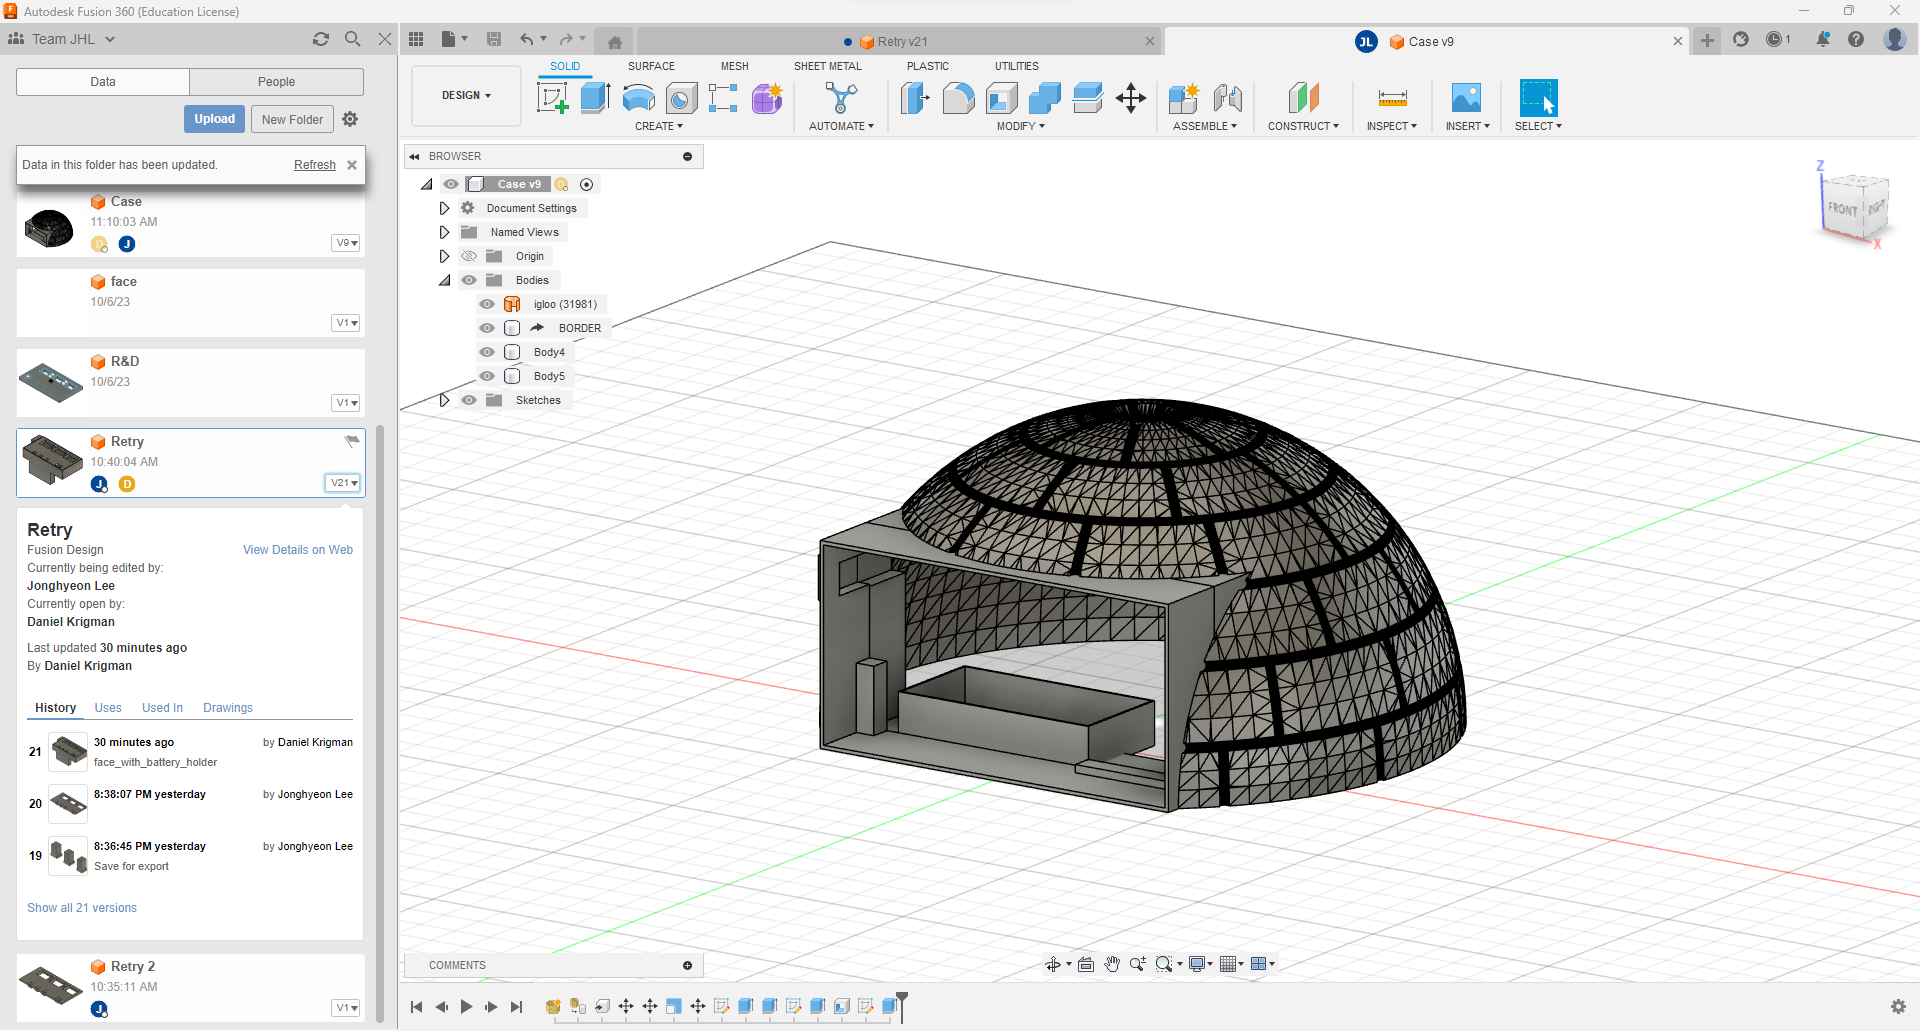 Autodesk Fusion 360 (Education License)
Team JHL
Data
People
Upload
New Folder
Data in this folder has been updated.
Refresh
Case
11:10:03 AM
J
V9
face
10/6/23
V1
R&D
10/6/23
V1
Retry
10:40:04 AM
J
D
V21
Retry
Fusion Design
View Details on Web
Currently being edited by:
Jonghyeon Lee
Currently open by:
Daniel Krigman
Last updated 30 minutes ago
By Daniel Krigman
History
Uses
Used In
Drawings
21
30 minutes ago
by Daniel Krigman
face_with_battery_holder
20
8:38:07 PM yesterday
by Jonghyeon Lee
19
8:36:45 PM yesterday
by Jonghyeon Lee
Save for export
Show all 21 versions
Retry 2
10:35:11 AM
J
V1
Retry v21
JL
Case v9
1
DESIGN
SOLID
SURFACE
MESH
SHEET METAL
PLASTIC
UTILITIES
CREATE
AUTOMATE
MODIFY
ASSEMBLE
CONSTRUCT
INSPECT
INSERT
SELECT
BROWSER
Case v9
Document Settings
Named Views
Origin
Bodies
igloo (31981)
BORDER
Body4
Body5
Sketches
Z
FRONT
RIGHT
X
COMMENTS